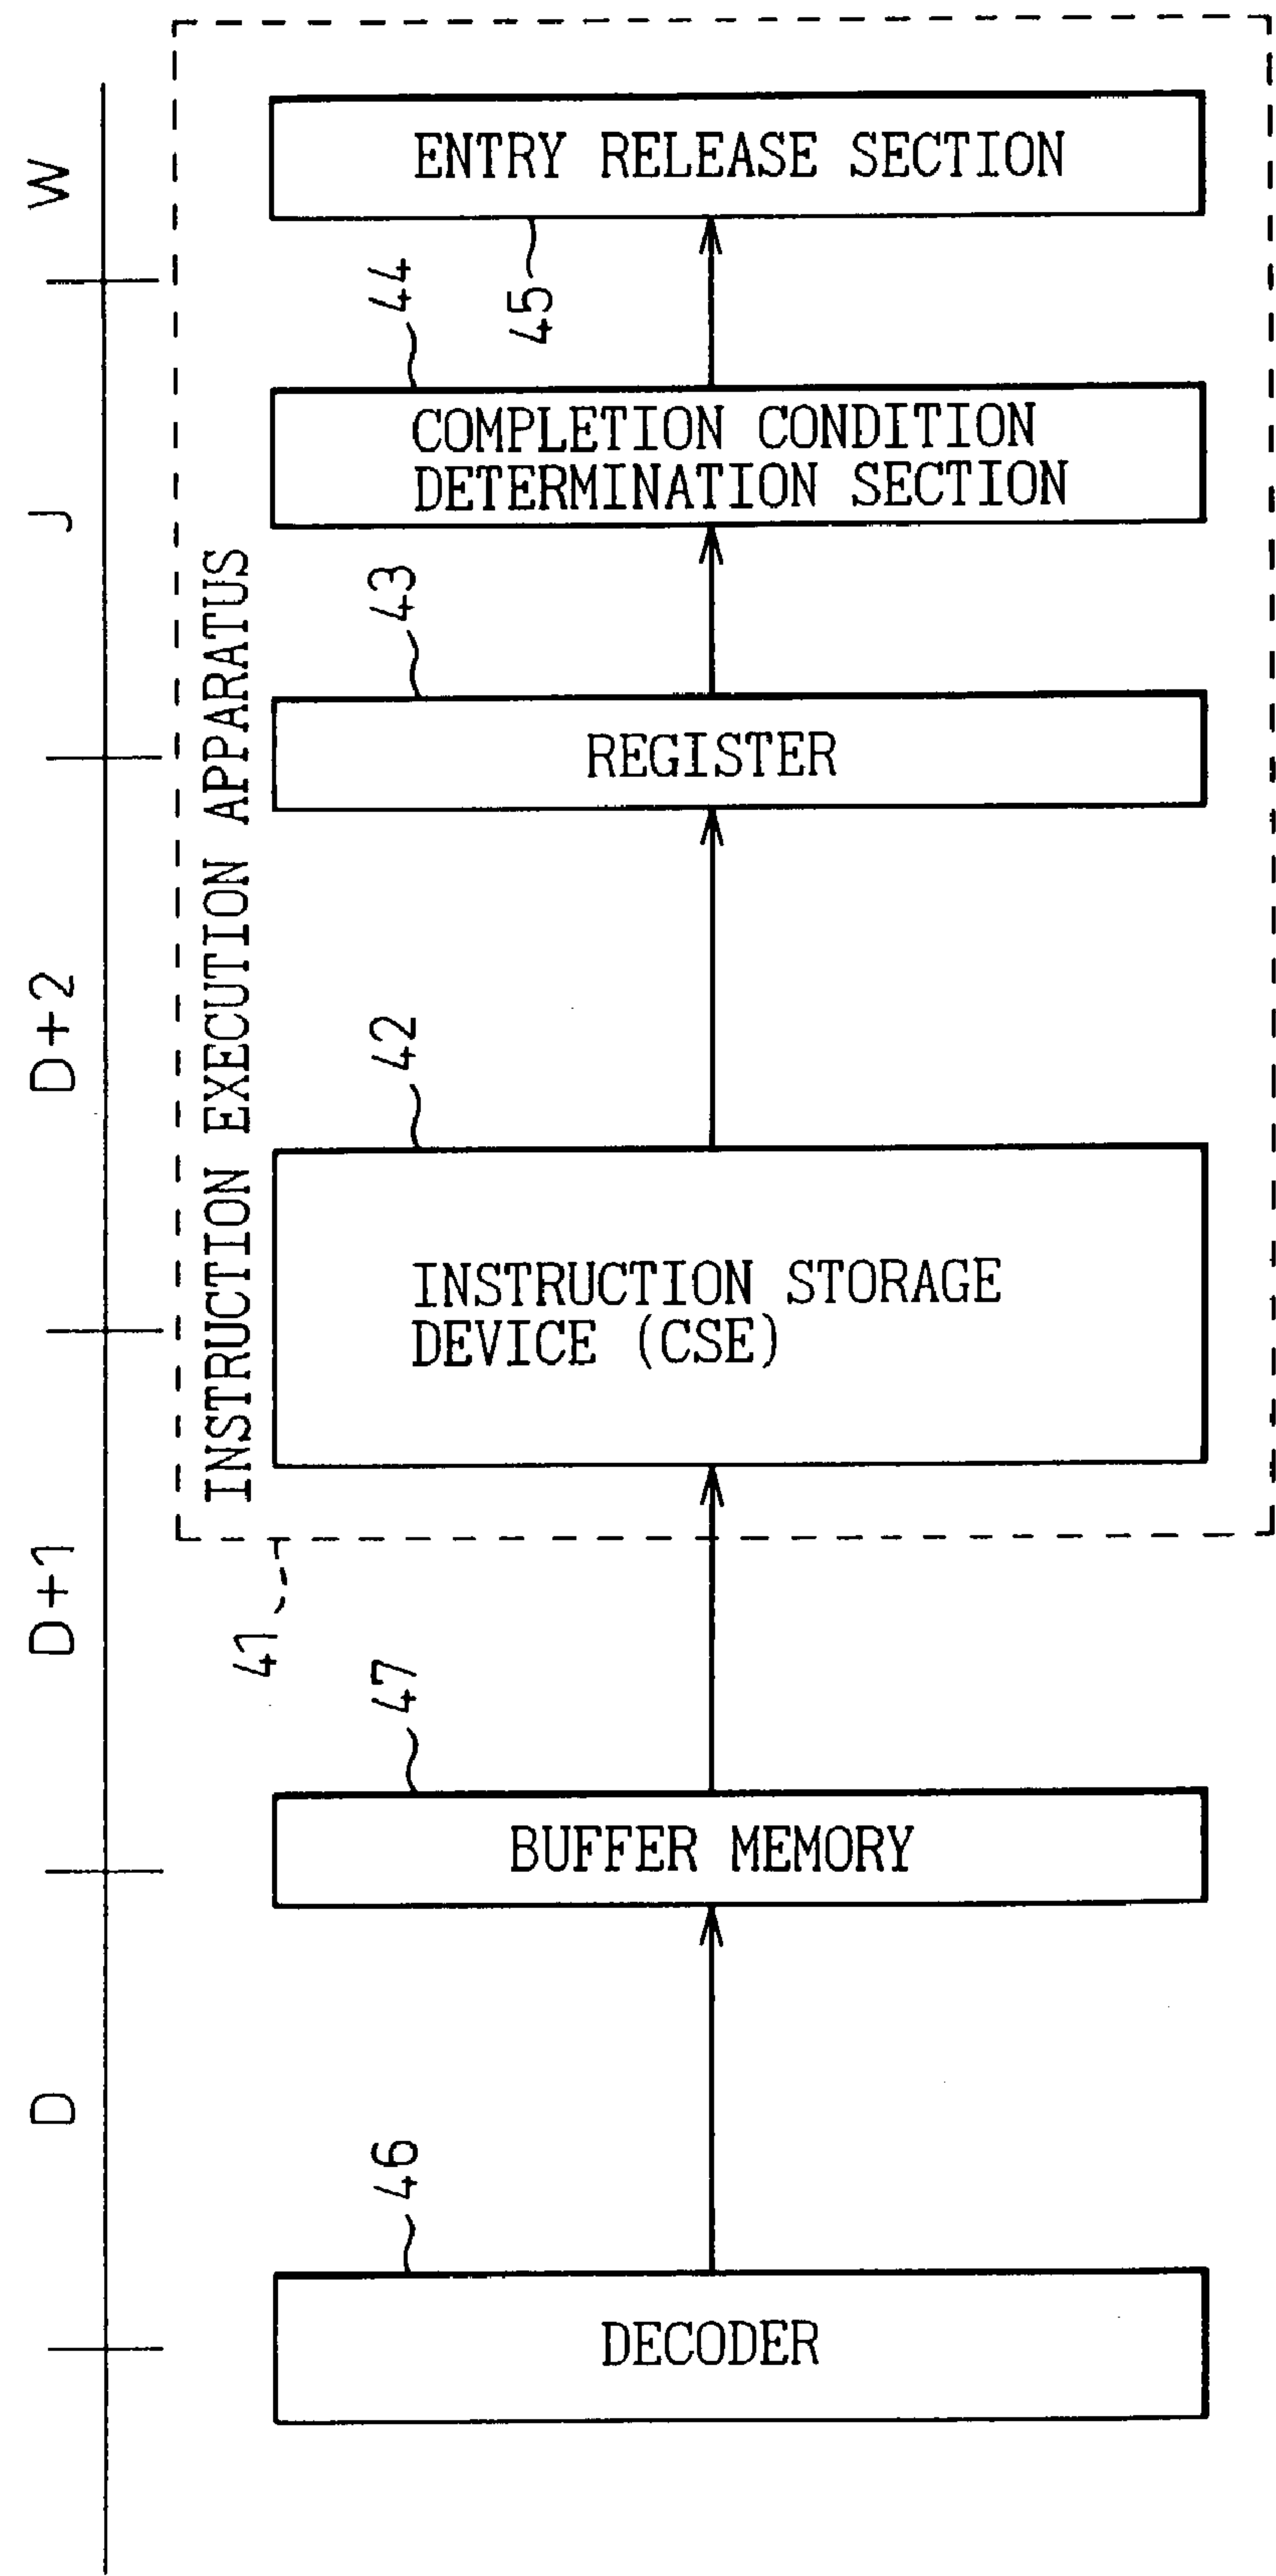 W
J
D+2
D+1
D
ENTRY RELEASE SECTION
45
44
COMPLETION CONDITION
DETERMINATION SECTION
43
REGISTER
INSTRUCTION EXECUTION APPARATUS
42
INSTRUCTION STORAGE
DEVICE (CSE)
41
47
BUFFER MEMORY
46
DECODER